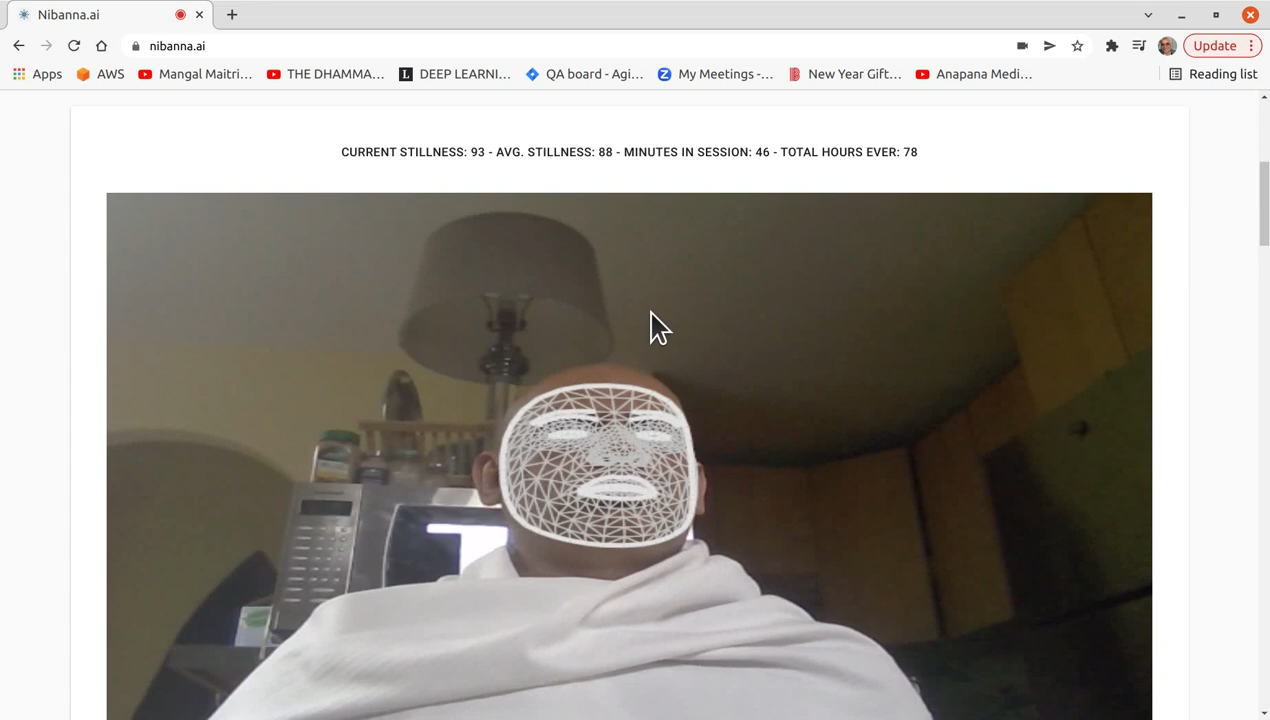 Nibanna.ai
nibanna.ai
Update
Apps
AWS
Mangal Maitri...
THE DHAMMA...
DEEP LEARNI...
QA board - Agi...
My Meetings -...
New Year Gift...
Anapana Medi...
Reading list
CURRENT STILLNESS: 93 - AVG. STILLNESS: 88 - MINUTES IN SESSION: 46 - TOTAL HOURS EVER: 78